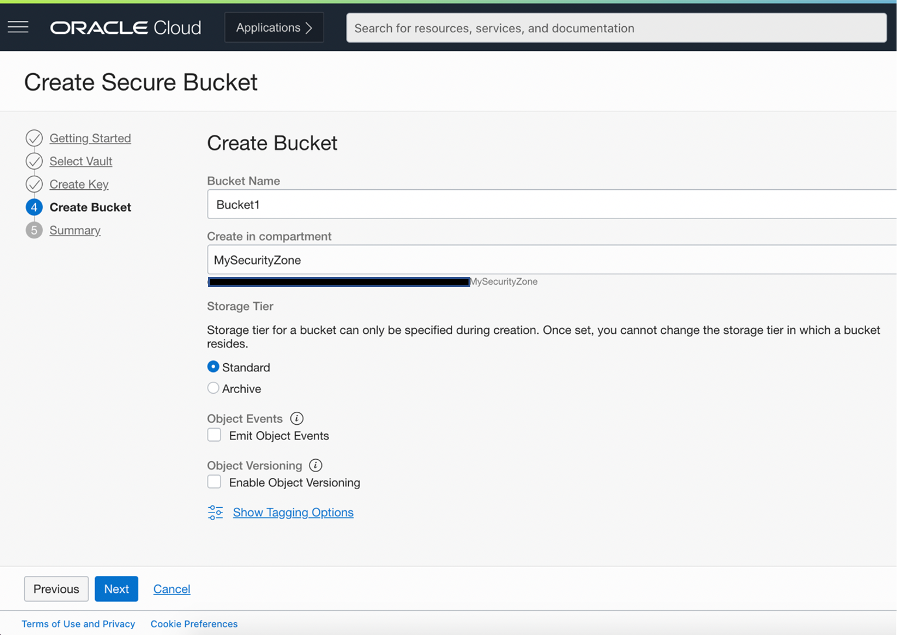 ORACLE Cloud
Applications
Search for resources, services, and documentation
Create Secure Bucket
Getting Started
Select Vault
Create Key
4 Create Bucket
5 Summary
Create Bucket
Bucket Name
Bucket1
Create in compartment
MySecurityZone
MySecurityZone
Storage Tier
Storage tier for a bucket can only be specified during creation. Once set, you cannot change the storage tier in which a bucket
resides.
Standard
Archive
Object Events i
Emit Object Events
Object Versioning i
Enable Object Versioning
Show Tagging Options
Previous Next Cancel
Terms of Use and Privacy Cookie Preferences